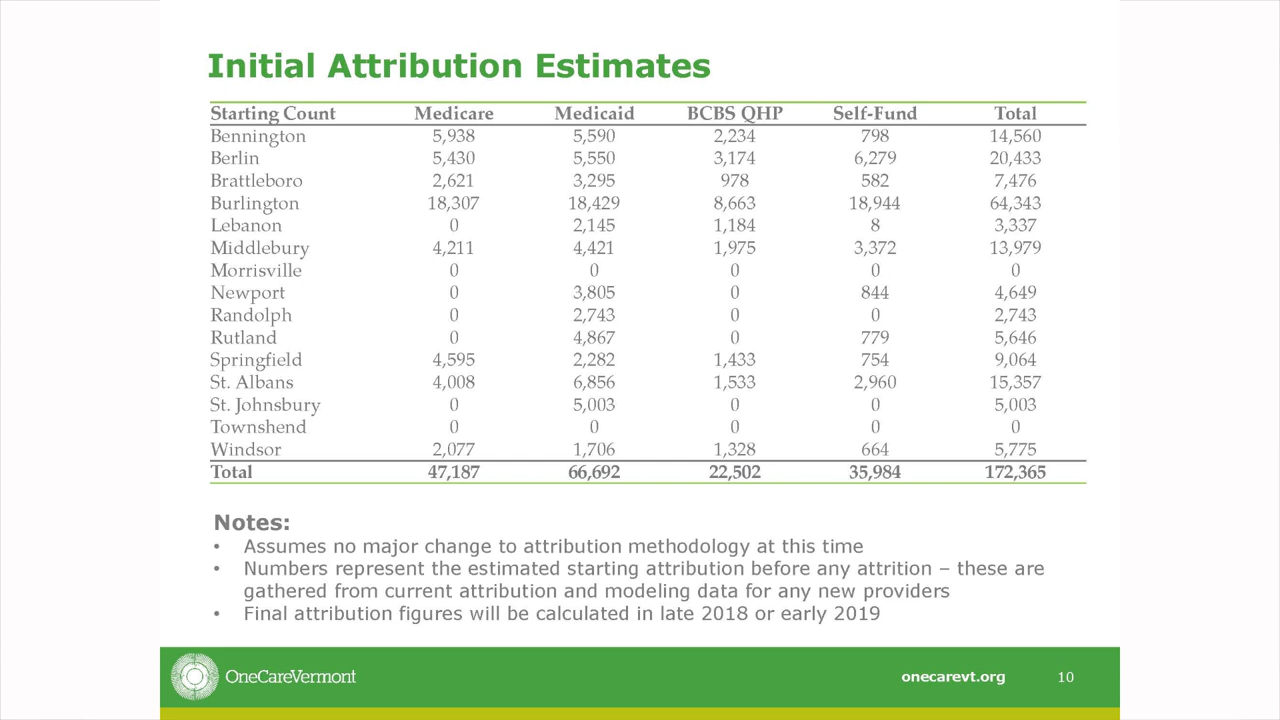 Initial Attribution Estimates
Starting Count Medicare Medicaid BCBS QHP Self-Fund Total
Bennington 5,938 5,590 2,234 798 14,560
Berlin 5,430 5,550 3,174 6,279 20,433
Brattleboro 2,621 3,295 978 582 7,476
Burlington 18,307 18,429 8,663 18,944 64,343
Lebanon 0 2,145 1,184 8 3,337
Middlebury 4,211 4,421 1,975 3,372 13,979
Morrisville 0 0 0 0 0
Newport 0 3,805 0 844 4,649
Randolph 0 2,743 0 0 2,743
Rutland 0 4,867 0 779 5,646
Springfield 4,595 2,282 1,433 754 9,064
St. Albans 4,008 6,856 1,533 2,960 15,357
St. Johnsbury 0 5,003 0 0 5,003
Townshend 0 0 0 0 0
Windsor 2,077 1,706 1,328 664 5,775
Total 47,187 66,692 22,502 35,984 172,365
Notes:
• Assumes no major change to attribution methodology at this time
• Numbers represent the estimated starting attribution before any attrition – these are
gathered from current attribution and modeling data for any new providers
• Final attribution figures will be calculated in late 2018 or early 2019
OneCareVermont
onecarevt.org 10